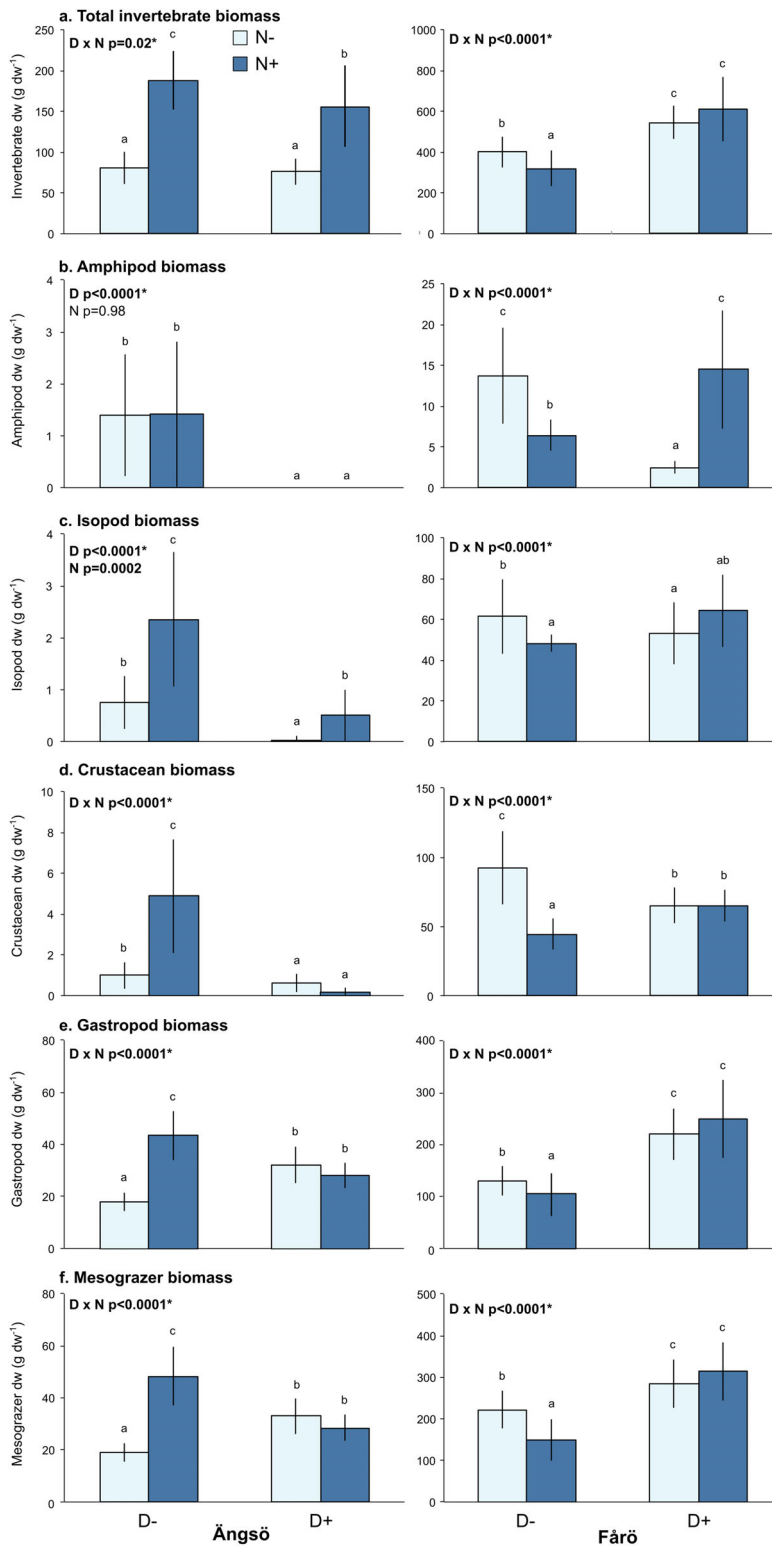 a. Total invertebrate biomass
Invertebrate dw (g dw⁻¹)
250
200
150
100
50
0
D x N p=0.02*
a
c
a
b
N-
N+
1000
800
600
400
200
0
D x N p<0.0001*
b
a
c
c
b. Amphipod biomass
Amphipod dw (g dw⁻¹)
4
3
2
1
0
D p<0.0001*
N p=0.98
b
b
a
a
25
20
15
10
5
0
D x N p<0.0001*
c
b
a
c
c. Isopod biomass
Isopod dw (g dw⁻¹)
4
3
2
1
0
D p<0.0001*
N p=0.0002
b
c
a
b
100
80
60
40
20
0
D x N p<0.0001*
b
a
a
ab
d. Crustacean biomass
Crustacean dw (g dw⁻¹)
10
8
6
4
2
0
D x N p<0.0001*
b
c
a
a
150
100
50
0
D x N p<0.0001*
c
a
b
b
e. Gastropod biomass
Gastropod dw (g dw⁻¹)
80
60
40
20
0
D x N p<0.0001*
a
c
b
b
400
300
200
100
0
D x N p<0.0001*
b
a
c
c
f. Mesograzer biomass
Mesograzer dw (g dw⁻¹)
80
60
40
20
0
D x N p<0.0001*
a
c
b
b
500
400
300
200
100
0
D x N p<0.0001*
b
a
c
c
D- D+
Ängsö
D- D+
Fårö